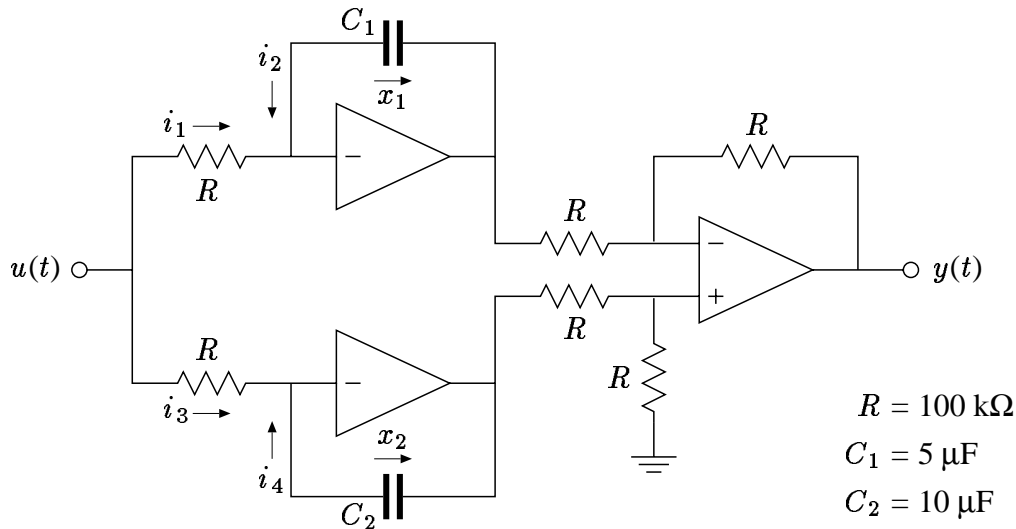 C₁
i₂
x₁
i₁
R
−
R
R
−
+
u(t)
y(t)
R
R
−
i₃
R
x₂
i₄
C₂
R = 100 kΩ
C₁ = 5 µF
C₂ = 10 µF